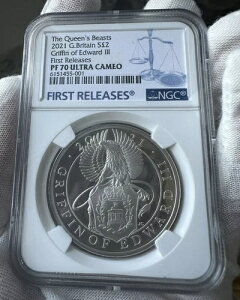 The Queen's Beasts
2021 G.Britain S£2
Griffin of Edward III
First Releases
PF 70 ULTRA CAMEO
6151455-001
FIRST RELEASES
NGC
2021
GRIFFIN OF EDWARD III